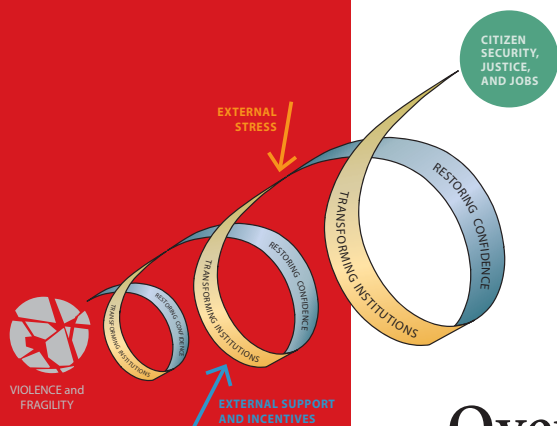 CITIZEN
SECURITY,
JUSTICE,
AND JOBS
EXTERNAL
STRESS
RESTORING CONFIDENCE
TRANSFORMING INSTITUTIONS
RESTORING CONFIDENCE
TRANSFORMING INSTITUTIONS
RESTORING CONFIDENCE
TRANSFORMING INSTITUTIONS
VIOLENCE and
FRAGILITY
EXTERNAL SUPPORT
AND INCENTIVES